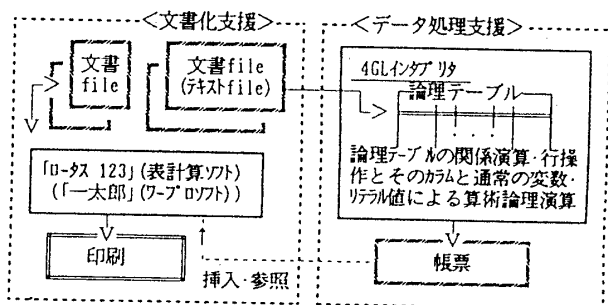 <文書化支援>
文書
file
文書file
(テキストfile)
「ロータス 123」(表計算ソフト)
(「一太郎」(ワープロソフト))
印刷
挿入・参照
<データ処理支援>
4GLインタプリタ
論理テーブル
論理テーブルの関係演算・行操
作とそのカラムと通常の変数・
リテラル値による算術論理演算
帳票